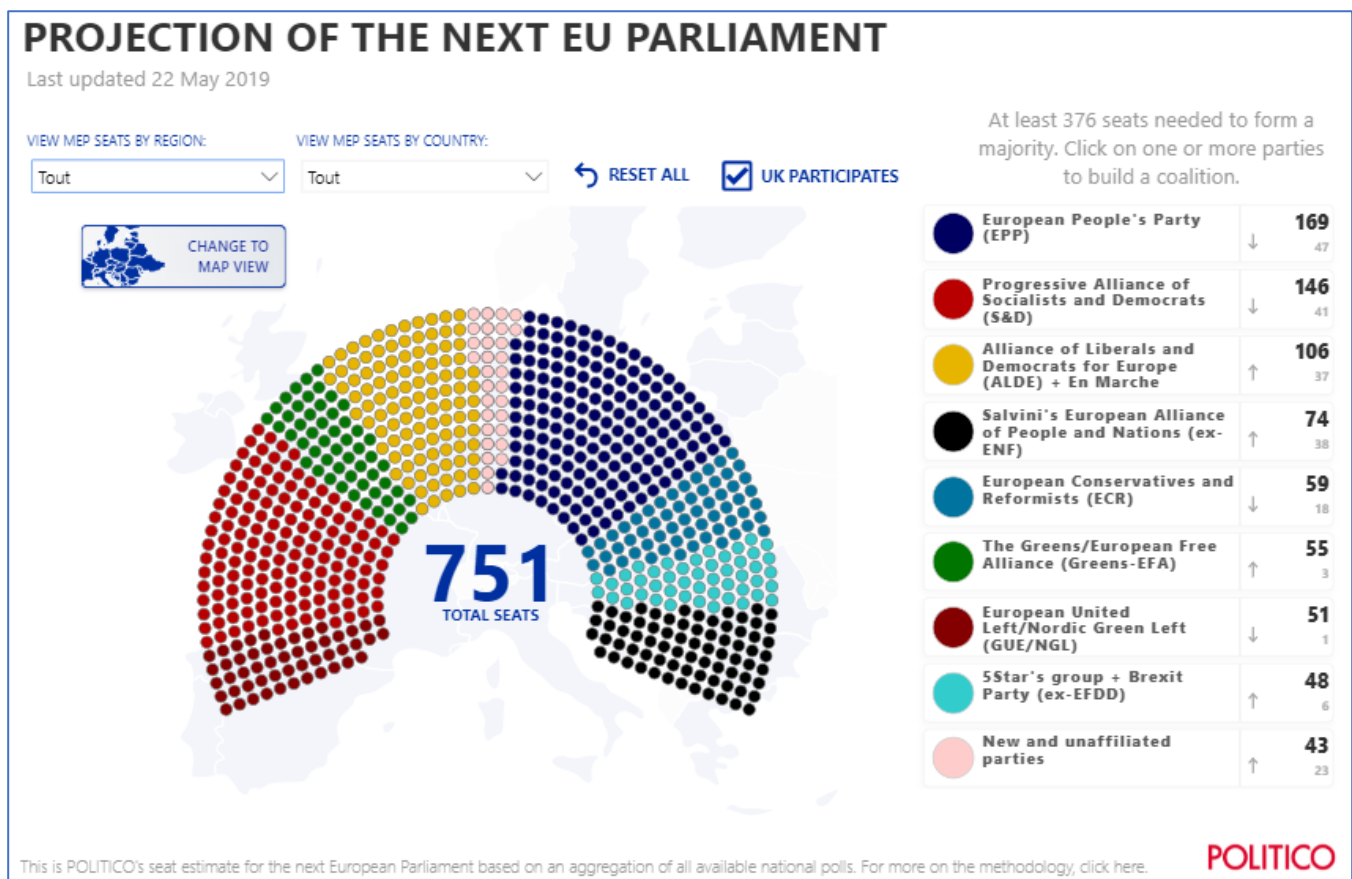 PROJECTION OF THE NEXT EU PARLIAMENT
Last updated 22 May 2019
VIEW MEP SEATS BY REGION:
VIEW MEP SEATS BY COUNTRY:
Tout
Tout
RESET ALL
UK PARTICIPATES
CHANGE TO
MAP VIEW
751
TOTAL SEATS
At least 376 seats needed to form a
majority. Click on one or more parties
to build a coalition.
European People's Party
(EPP)
↓ 169
47
Progressive Alliance of
Socialists and Democrats
(S&D)
↓ 146
41
Alliance of Liberals and
Democrats for Europe
(ALDE) + En Marche
↑ 106
37
Salvini's European Alliance
of People and Nations (ex-
ENF)
↑ 74
38
European Conservatives and
Reformists (ECR)
↓ 59
18
The Greens/European Free
Alliance (Greens-EFA)
↑ 55
3
European United
Left/Nordic Green Left
(GUE/NGL)
↓ 51
1
5Star's group + Brexit
Party (ex-EFDD)
↑ 48
6
New and unaffiliated
parties
↑ 43
23
This is POLITICO's seat estimate for the next European Parliament based on an aggregation of all available national polls. For more on the methodology, click here.
POLITICO